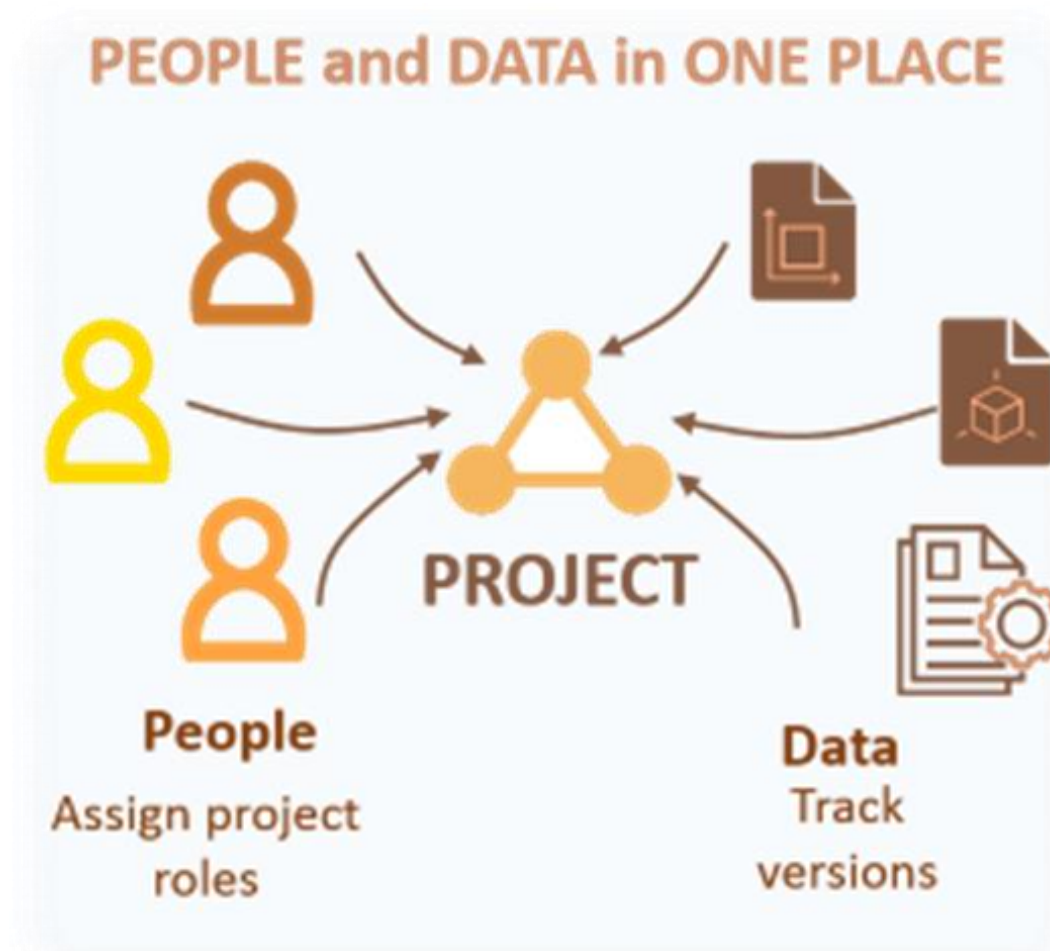 PEOPLE and DATA in ONE PLACE
PROJECT
People
Assign project
roles
Data
Track
versions